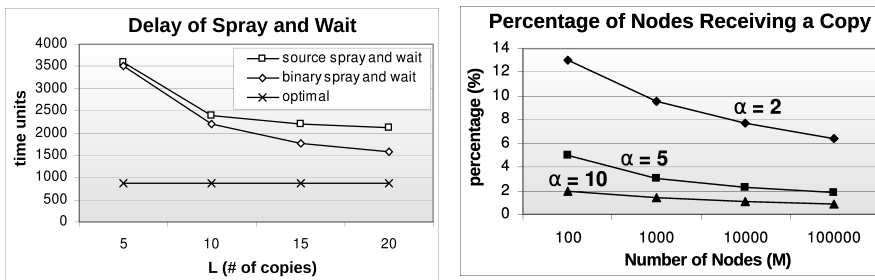 Delay of Spray and Wait
4000
3500
3000
2500
2000
1500
1000
500
0
time units
source spray and wait
binary spray and wait
optimal
5 10 15 20
L (# of copies)
Percentage of Nodes Receiving a Copy
14
12
10
8
6
4
2
0
percentage (%)
α = 2
α = 5
α = 10
100 1000 10000 100000
Number of Nodes (M)